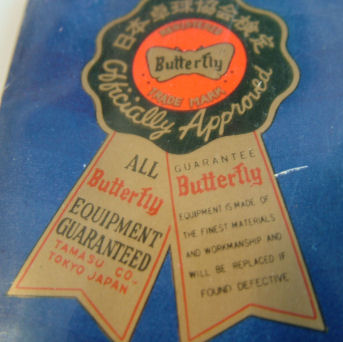 日本卓球協会検定
REGISTERED
Butterfly
TRADE MARK
Officially Approved
ALL
Butterfly
EQUIPMENT
GUARANTEED
TAMASU CO.,
TOKYO JAPAN
GUARANTEE
Butterfly
EQUIPMENT IS MADE OF
THE FINEST MATERIALS
AND WORKMANSHIP AND
WILL BE REPLACED IF
FOUND DEFECTIVE